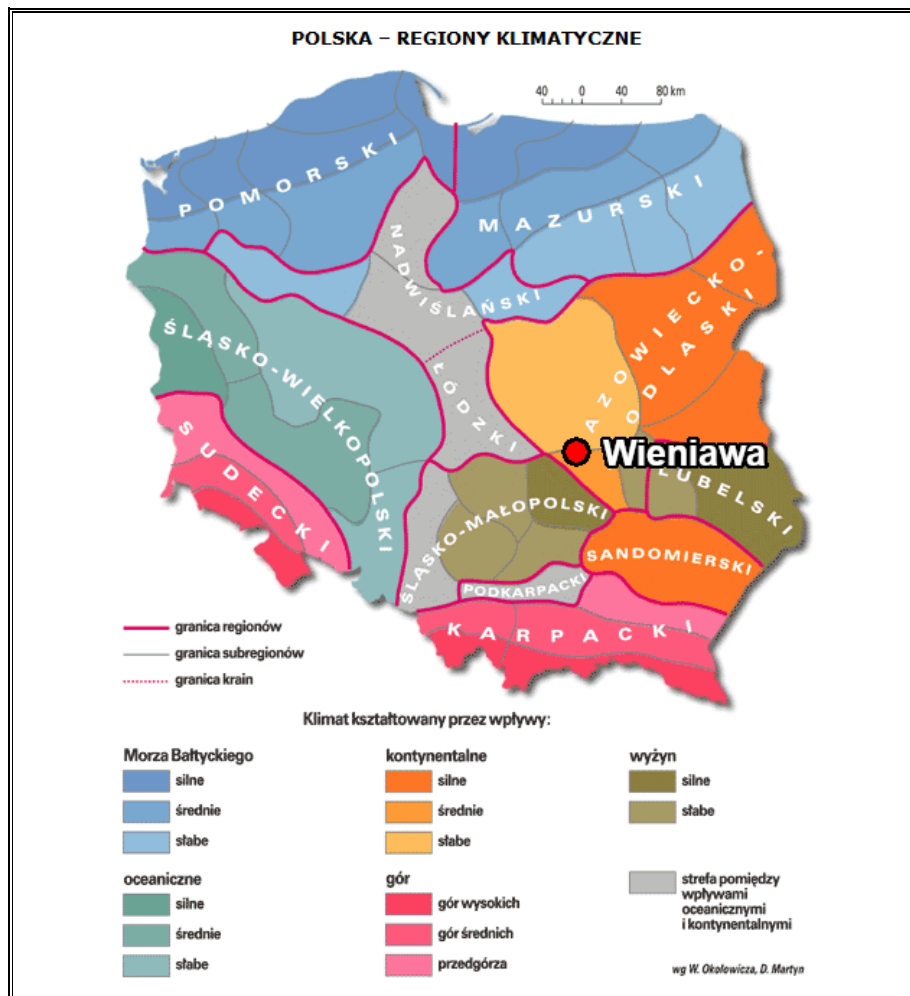 POLSKA – REGIONY KLIMATYCZNE
40 0 40 80 km
POMORSKI
MAZURSKI
NADWIŚLAŃSKI
AZOWIECKO-
ODLASKI
ŚLĄSKO-WIELKOPOLSKI
ŁÓDZKI
Wieniawa
SUDECKI
LUBELSKI
ŚLĄSKO-MAŁOPOLSKI
SANDOMIERSKI
PODKARPACKI
KARPACKI
granica regionów
granica subregionów
granica krain
Klimat kształtowany przez wpływy:
Morza Bałtyckiego
silne
średnie
słabe
kontynentalne
silne
średnie
słabe
wyżyn
silne
słabe
oceaniczne
silne
średnie
słabe
gór
gór wysokich
gór średnich
przedgórza
strefa pomiędzy
wpływami
oceanicznymi
i kontynentalnymi
wg W. Okołowicza, D. Martyn